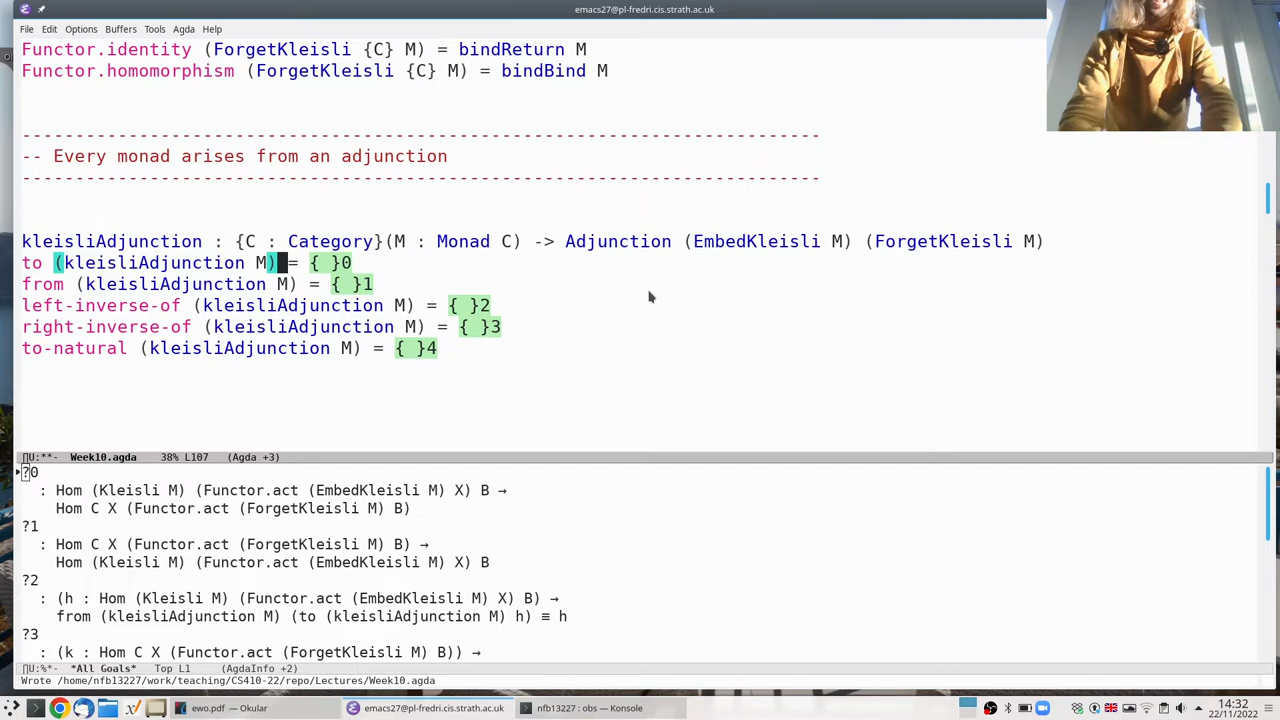 emacs27@pl-fredri.cis.strath.ac.uk
File Edit Options Buffers Tools Agda Help
Functor.identity (ForgetKleisli {C} M) = bindReturn M
Functor.homomorphism (ForgetKleisli {C} M) = bindBind M
--------------------------------------------------------------------------
-- Every monad arises from an adjunction
--------------------------------------------------------------------------
kleisliAdjunction : {C : Category}(M : Monad C) -> Adjunction (EmbedKleisli M) (ForgetKleisli M)
to (kleisliAdjunction M) = { }0
from (kleisliAdjunction M) = { }1
left-inverse-of (kleisliAdjunction M) = { }2
right-inverse-of (kleisliAdjunction M) = { }3
to-natural (kleisliAdjunction M) = { }4
U:**- Week10.agda 38% L107 (Agda +3)
?0
: Hom (Kleisli M) (Functor.act (EmbedKleisli M) X) B →
Hom C X (Functor.act (ForgetKleisli M) B)
?1
: Hom C X (Functor.act (ForgetKleisli M) B) →
Hom (Kleisli M) (Functor.act (EmbedKleisli M) X) B
?2
: (h : Hom (Kleisli M) (Functor.act (EmbedKleisli M) X) B) →
from (kleisliAdjunction M) (to (kleisliAdjunction M) h) ≡ h
?3
: (k : Hom C X (Functor.act (ForgetKleisli M) B)) →
U:%*- *All Goals* Top L1 (AgdaInfo +2)
Wrote /home/nfb13227/work/teaching/CS410-22/repo/Lectures/Week10.agda
ewo.pdf — Okular
emacs27@pl-fredri.cis.strath.ac.uk
nfb13227 : obs — Konsole
14:32
22/11/2022